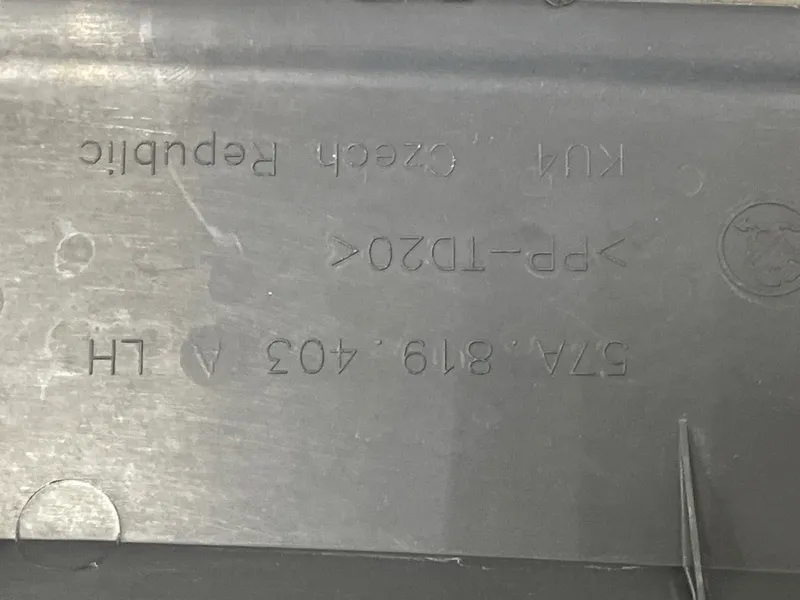 57A.819.403 A LH
>PP-TD20<
KU4 Czech Republic